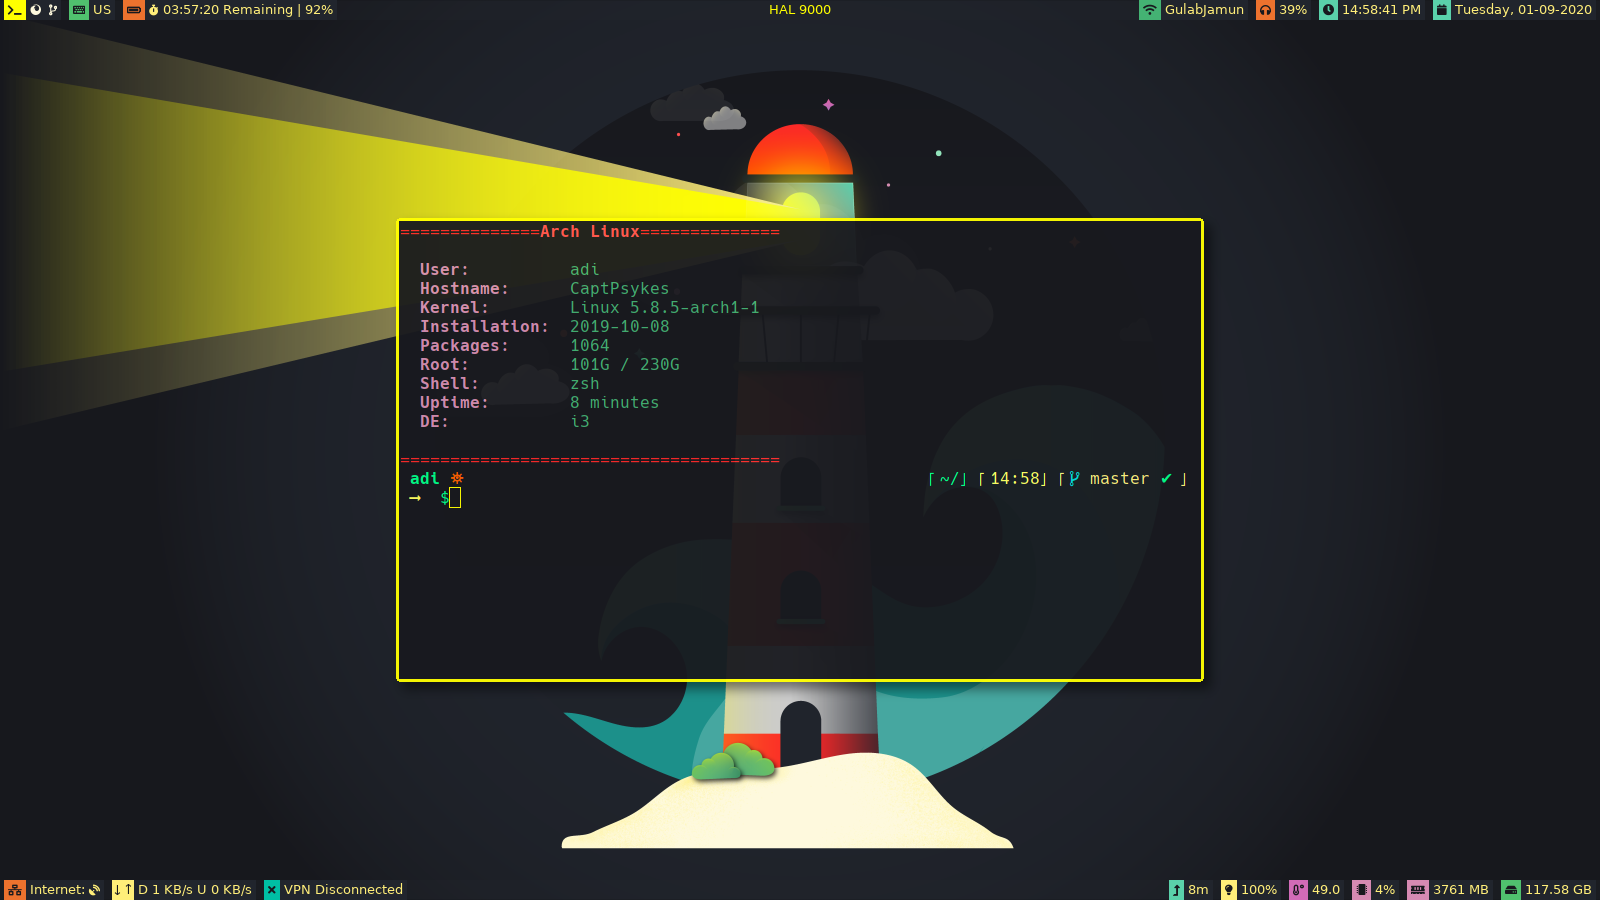 US 03:57:20 Remaining | 92% HAL 9000 GulabJamun 39% 14:58:41 PM Tuesday, 01-09-2020
==============Arch Linux==============
User: adi
Hostname: CaptPsykes
Kernel: Linux 5.8.5-arch1-1
Installation: 2019-10-08
Packages: 1064
Root: 101G / 230G
Shell: zsh
Uptime: 8 minutes
DE: i3
======================================
adi ⎡~/⎦ ⎡14:58⎦ ⎡ master ✔ ⎦
→ $
Internet: ↓↑ D 1 KB/s U 0 KB/s VPN Disconnected 8m 100% 49.0 4% 3761 MB 117.58 GB